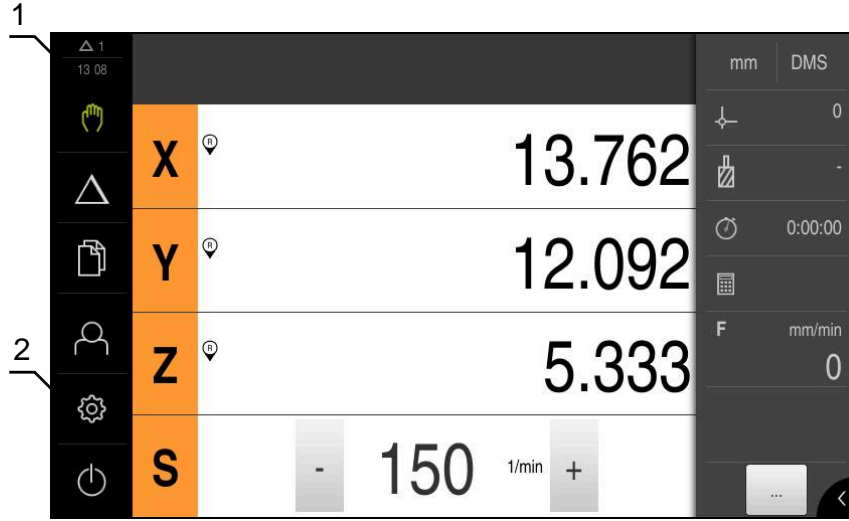 1
△ 1
13 08
mm DMS
X R 13.762
0
-
Y R 12.092
0:00:00
2
Z R 5.333
F mm/min
0
S - 150 1/min +
...